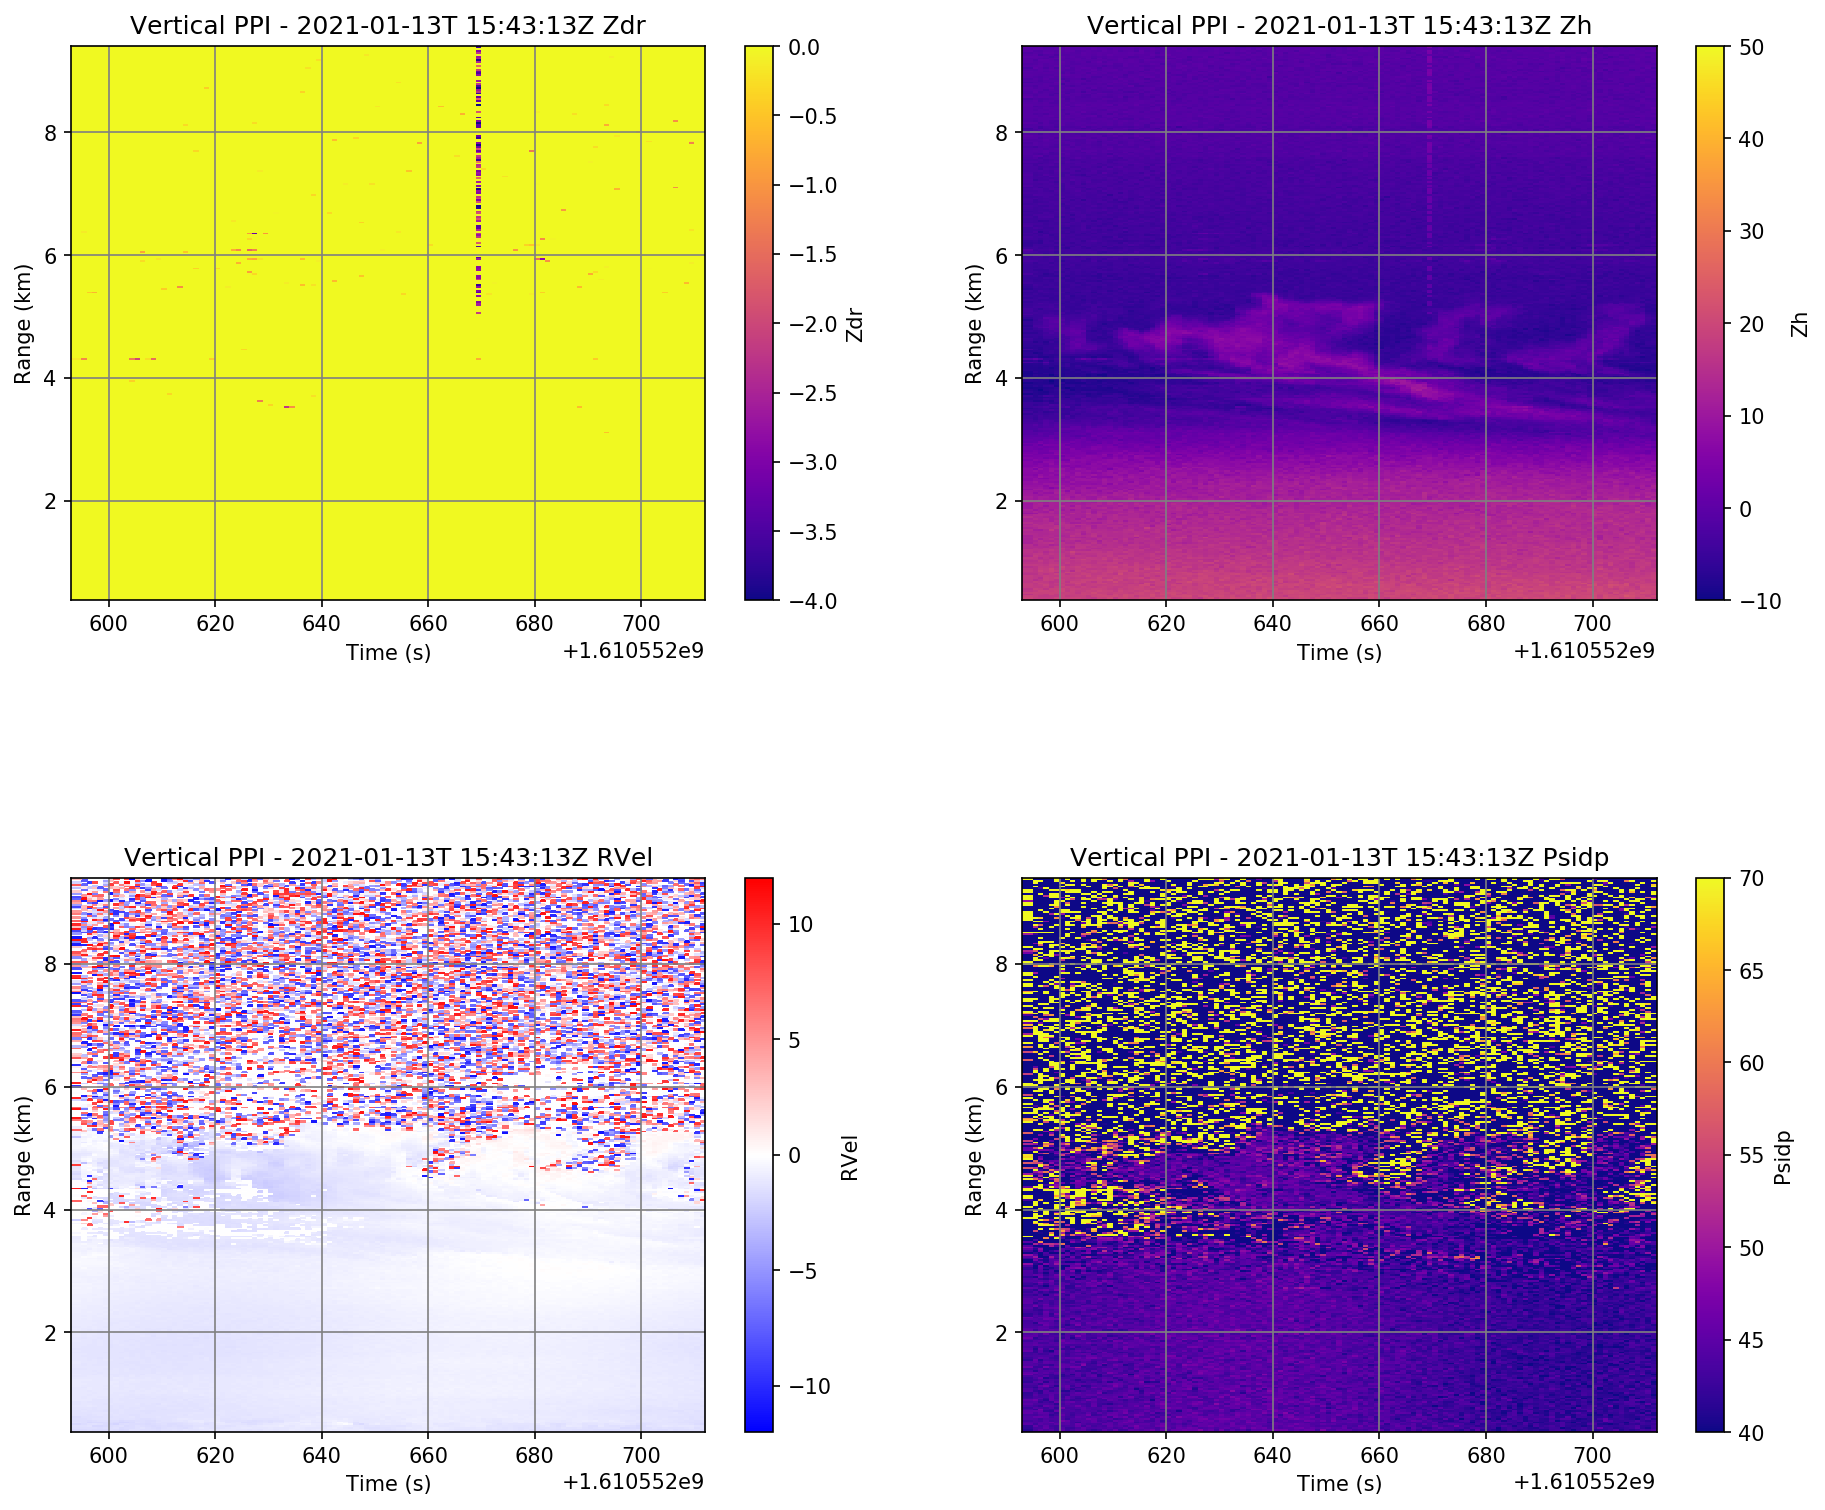 Vertical PPI - 2021-01-13T 15:43:13Z Zdr
Range (km)
8
6
4
2
600 620 640 660 680 700
Time (s)
+1.610552e9
0.0
−0.5
−1.0
−1.5
−2.0
−2.5
−3.0
−3.5
−4.0
Zdr
Vertical PPI - 2021-01-13T 15:43:13Z Zh
Range (km)
8
6
4
2
600 620 640 660 680 700
Time (s)
+1.610552e9
50
40
30
20
10
0
−10
Zh
Vertical PPI - 2021-01-13T 15:43:13Z RVel
Range (km)
8
6
4
2
600 620 640 660 680 700
Time (s)
+1.610552e9
10
5
0
−5
−10
RVel
Vertical PPI - 2021-01-13T 15:43:13Z Psidp
Range (km)
8
6
4
2
600 620 640 660 680 700
Time (s)
+1.610552e9
70
65
60
55
50
45
40
Psidp